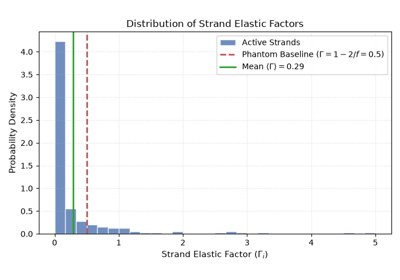 Distribution of Strand Elastic Factors
Active Strands
Phantom Baseline (Γ = 1 − 2/f = 0.5)
Mean ⟨Γ⟩ = 0.29
Probability Density
4.0
3.5
3.0
2.5
2.0
1.5
1.0
0.5
0.0
0 1 2 3 4 5
Strand Elastic Factor (Γᵢ)